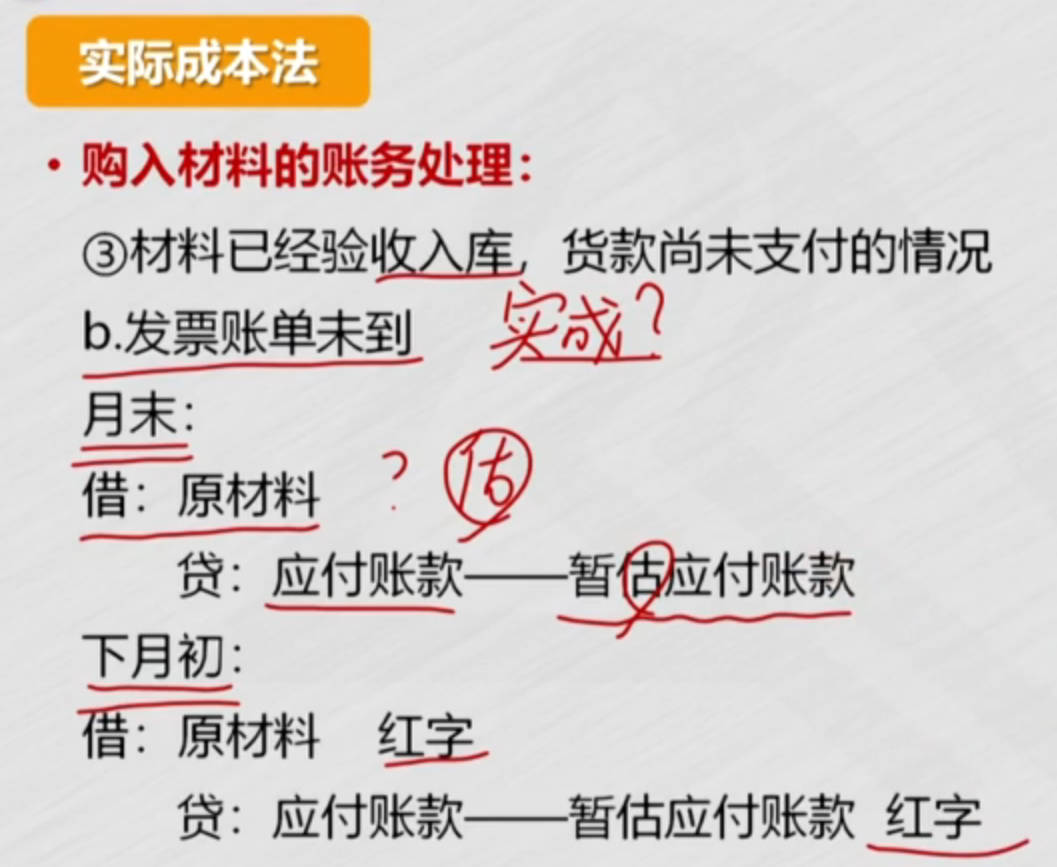 实际成本法
• 购入材料的账务处理：
③材料已经验收入库，货款尚未支付的情况
b.发票账单未到 实成？
月末：
借：原材料 ？ 估
贷：应付账款——暂估应付账款
下月初：
借：原材料 红字
贷：应付账款——暂估应付账款 红字